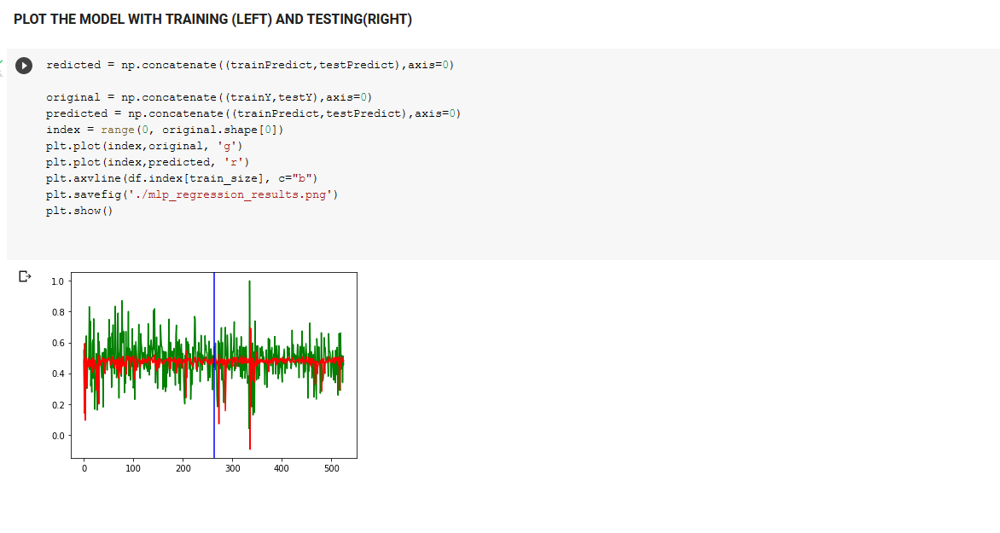 PLOT THE MODEL WITH TRAINING (LEFT) AND TESTING(RIGHT)
redicted = np.concatenate((trainPredict,testPredict),axis=0)
original = np.concatenate((trainY,testY),axis=0)
predicted = np.concatenate((trainPredict,testPredict),axis=0)
index = range(0, original.shape[0])
plt.plot(index,original, 'g')
plt.plot(index,predicted, 'r')
plt.axvline(df.index[train_size], c="b")
plt.savefig('./mlp_regression_results.png')
plt.show()
1.0
0.8
0.6
0.4
0.2
0.0
0 100 200 300 400 500